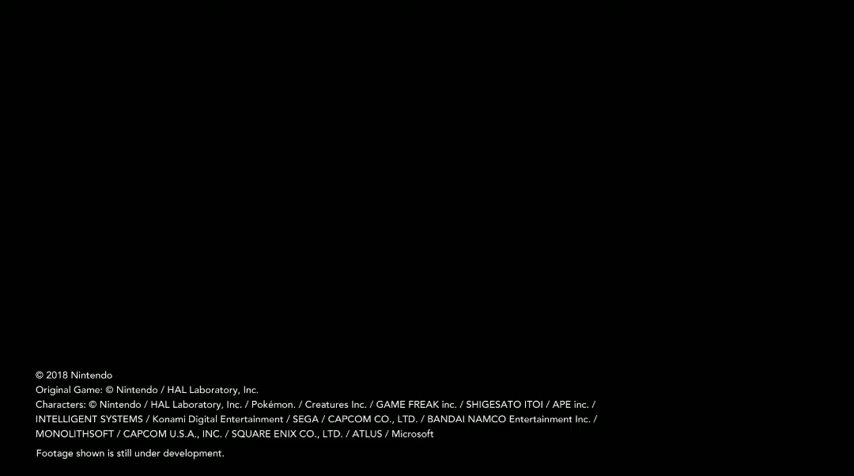 © 2018 Nintendo
Original Game: © Nintendo / HAL Laboratory, Inc.
Characters: © Nintendo / HAL Laboratory, Inc. / Pokémon. / Creatures Inc. / GAME FREAK inc. / SHIGESATO ITOI / APE inc. /
INTELLIGENT SYSTEMS / Konami Digital Entertainment / SEGA / CAPCOM CO., LTD. / BANDAI NAMCO Entertainment Inc. /
MONOLITHSOFT / CAPCOM U.S.A., INC. / SQUARE ENIX CO., LTD. / ATLUS / Microsoft
Footage shown is still under development.